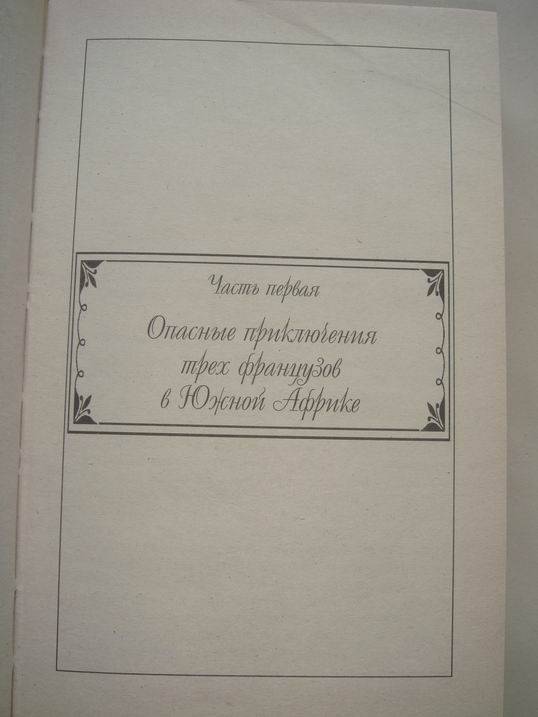 Часть первая
Опасные приключения
трех французов
в Южной Африке